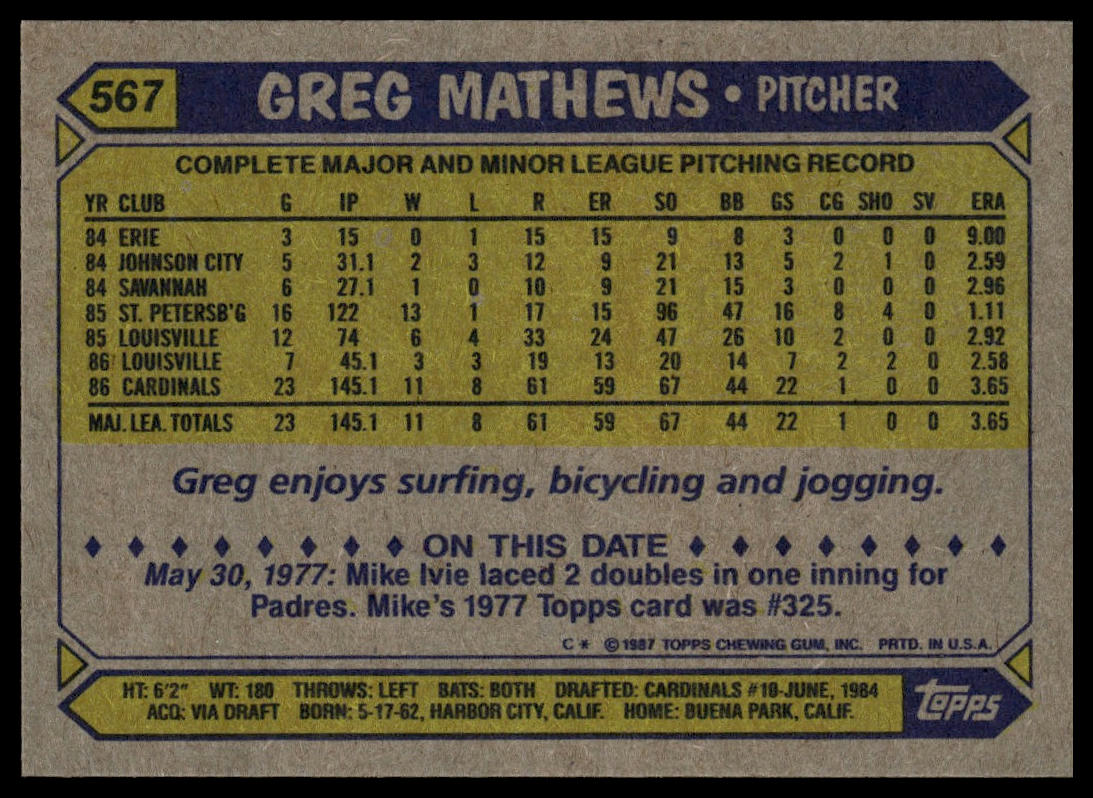 567 GREG MATHEWS • PITCHER
COMPLETE MAJOR AND MINOR LEAGUE PITCHING RECORD
YR CLUB G IP W L R ER SO BB GS CG SHO SV ERA
84 ERIE 3 15 0 1 15 15 9 8 3 0 0 0 9.00
84 JOHNSON CITY 5 31.1 2 3 12 9 21 13 5 2 1 0 2.59
84 SAVANNAH 6 27.1 1 0 10 9 21 15 3 0 0 0 2.96
85 ST. PETERSB'G 16 122 13 1 17 15 96 47 16 8 4 0 1.11
85 LOUISVILLE 12 74 6 4 33 24 47 26 10 2 0 0 2.92
86 LOUISVILLE 7 45.1 3 3 19 13 20 14 7 2 2 0 2.58
86 CARDINALS 23 145.1 11 8 61 59 67 44 22 1 0 0 3.65
MAJ. LEA. TOTALS 23 145.1 11 8 61 59 67 44 22 1 0 0 3.65
Greg enjoys surfing, bicycling and jogging.
ON THIS DATE
May 30, 1977: Mike Ivie laced 2 doubles in one inning for
Padres. Mike's 1977 Topps card was #325.
C* ©1987 TOPPS CHEWING GUM, INC. PRTD. IN U.S.A.
HT: 6'2" WT: 180 THROWS: LEFT BATS: BOTH DRAFTED: CARDINALS #10-JUNE, 1984
ACQ: VIA DRAFT BORN: 5-17-62, HARBOR CITY, CALIF. HOME: BUENA PARK, CALIF.
topps